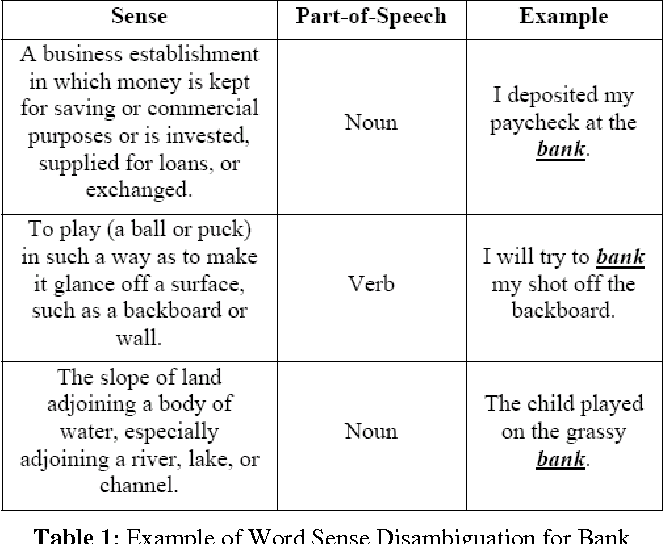 Sense
Part-of-Speech
Example
A business establishment
in which money is kept
for saving or commercial
purposes or is invested,
supplied for loans, or
exchanged.
Noun
I deposited my
paycheck at the
bank.
To play (a ball or puck)
in such a way as to make
it glance off a surface,
such as a backboard or
wall.
Verb
I will try to bank
my shot off the
backboard.
The slope of land
adjoining a body of
water, especially
adjoining a river, lake, or
channel.
Noun
The child played
on the grassy
bank.
Table 1: Example of Word Sense Disambiguation for Bank